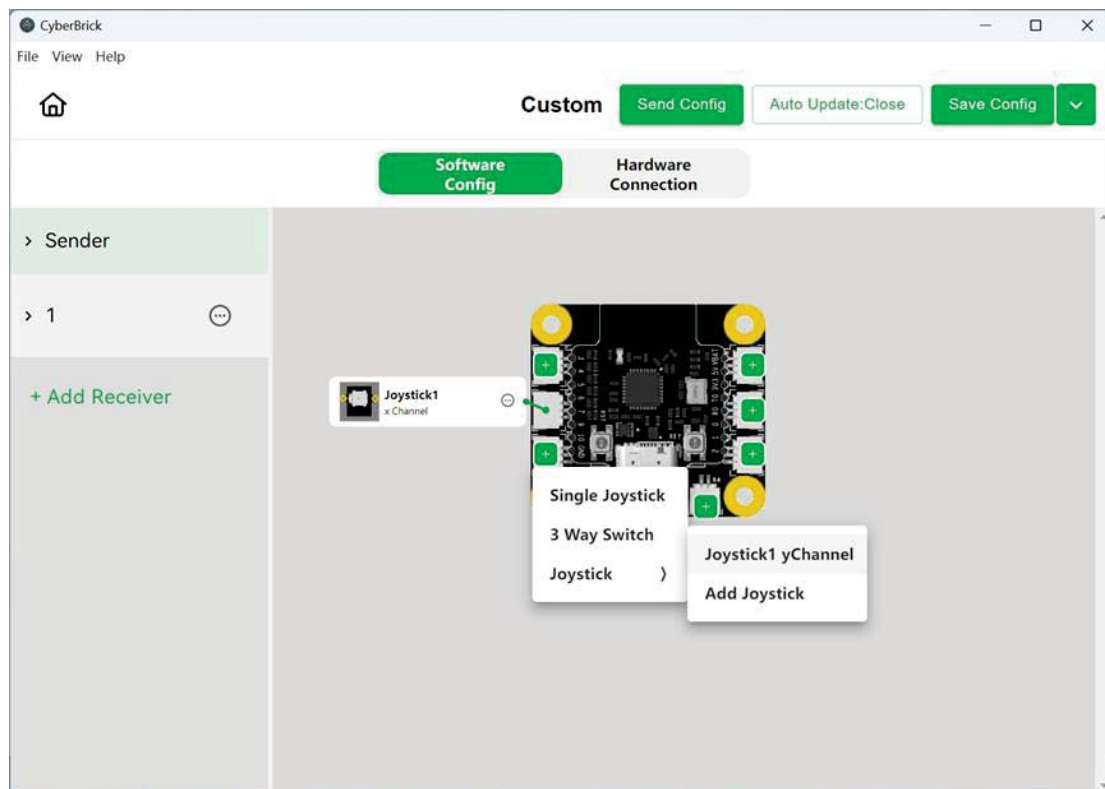 CyberBrick
File View Help
Custom
Send Config
Auto Update:Close
Save Config
Software
Config
Hardware
Connection
Sender
1
+ Add Receiver
Joystick1
x Channel
Single Joystick
3 Way Switch
Joystick
Joystick1 yChannel
Add Joystick